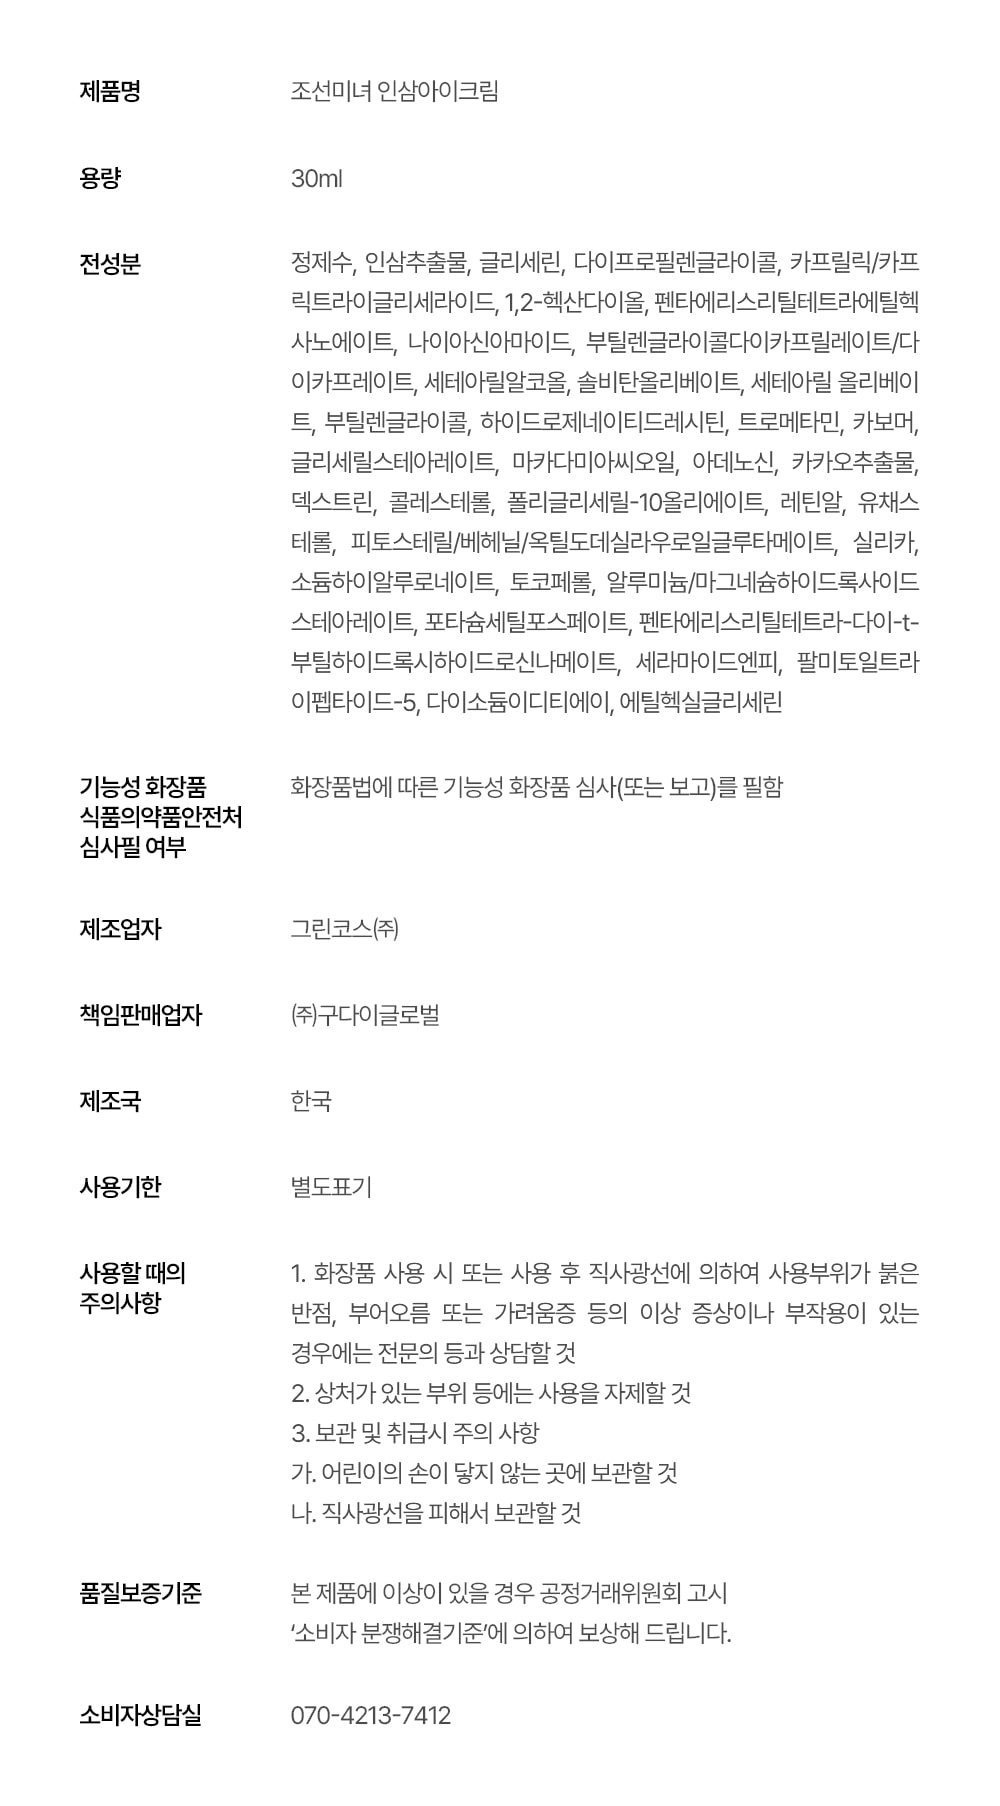 제품명
조선미녀 인삼아이크림
용량
30ml
전성분
정제수, 인삼추출물, 글리세린, 다이프로필렌글라이콜, 카프릴릭/카프
릭트라이글리세라이드, 1,2-헥산다이올, 펜타에리스리틸테트라에틸헥
사노에이트, 나이아신아마이드, 부틸렌글라이콜다이카프릴레이트/다
이카프레이트, 세테아릴알코올, 솔비탄올리베이트, 세테아릴 올리베이
트, 부틸렌글라이콜, 하이드로제네이티드레시틴, 트로메타민, 카보머,
글리세릴스테아레이트, 마카다미아씨오일, 아데노신, 카카오추출물,
덱스트린, 콜레스테롤, 폴리글리세릴-10올리에이트, 레틴알, 유채스
테롤, 피토스테릴/베헤닐/옥틸도데실라우로일글루타메이트, 실리카,
소듐하이알루로네이트, 토코페롤, 알루미늄/마그네슘하이드록사이드
스테아레이트, 포타슘세틸포스페이트, 펜타에리스리틸테트라-다이-t-
부틸하이드록시하이드로신나메이트, 세라마이드엔피, 팔미토일트라
이펩타이드-5, 다이소듐이디티에이, 에틸헥실글리세린
기능성 화장품
식품의약품안전처
심사필 여부
화장품법에 따른 기능성 화장품 심사(또는 보고)를 필함
제조업자
그린코스㈜
책임판매업자
㈜구다이글로벌
제조국
한국
사용기한
별도표기
사용할 때의
주의사항
1. 화장품 사용 시 또는 사용 후 직사광선에 의하여 사용부위가 붉은
반점, 부어오름 또는 가려움증 등의 이상 증상이나 부작용이 있는
경우에는 전문의 등과 상담할 것
2. 상처가 있는 부위 등에는 사용을 자제할 것
3. 보관 및 취급시 주의 사항
가. 어린이의 손이 닿지 않는 곳에 보관할 것
나. 직사광선을 피해서 보관할 것
품질보증기준
본 제품에 이상이 있을 경우 공정거래위원회 고시
‘소비자 분쟁해결기준’에 의하여 보상해 드립니다.
소비자상담실
070-4213-7412